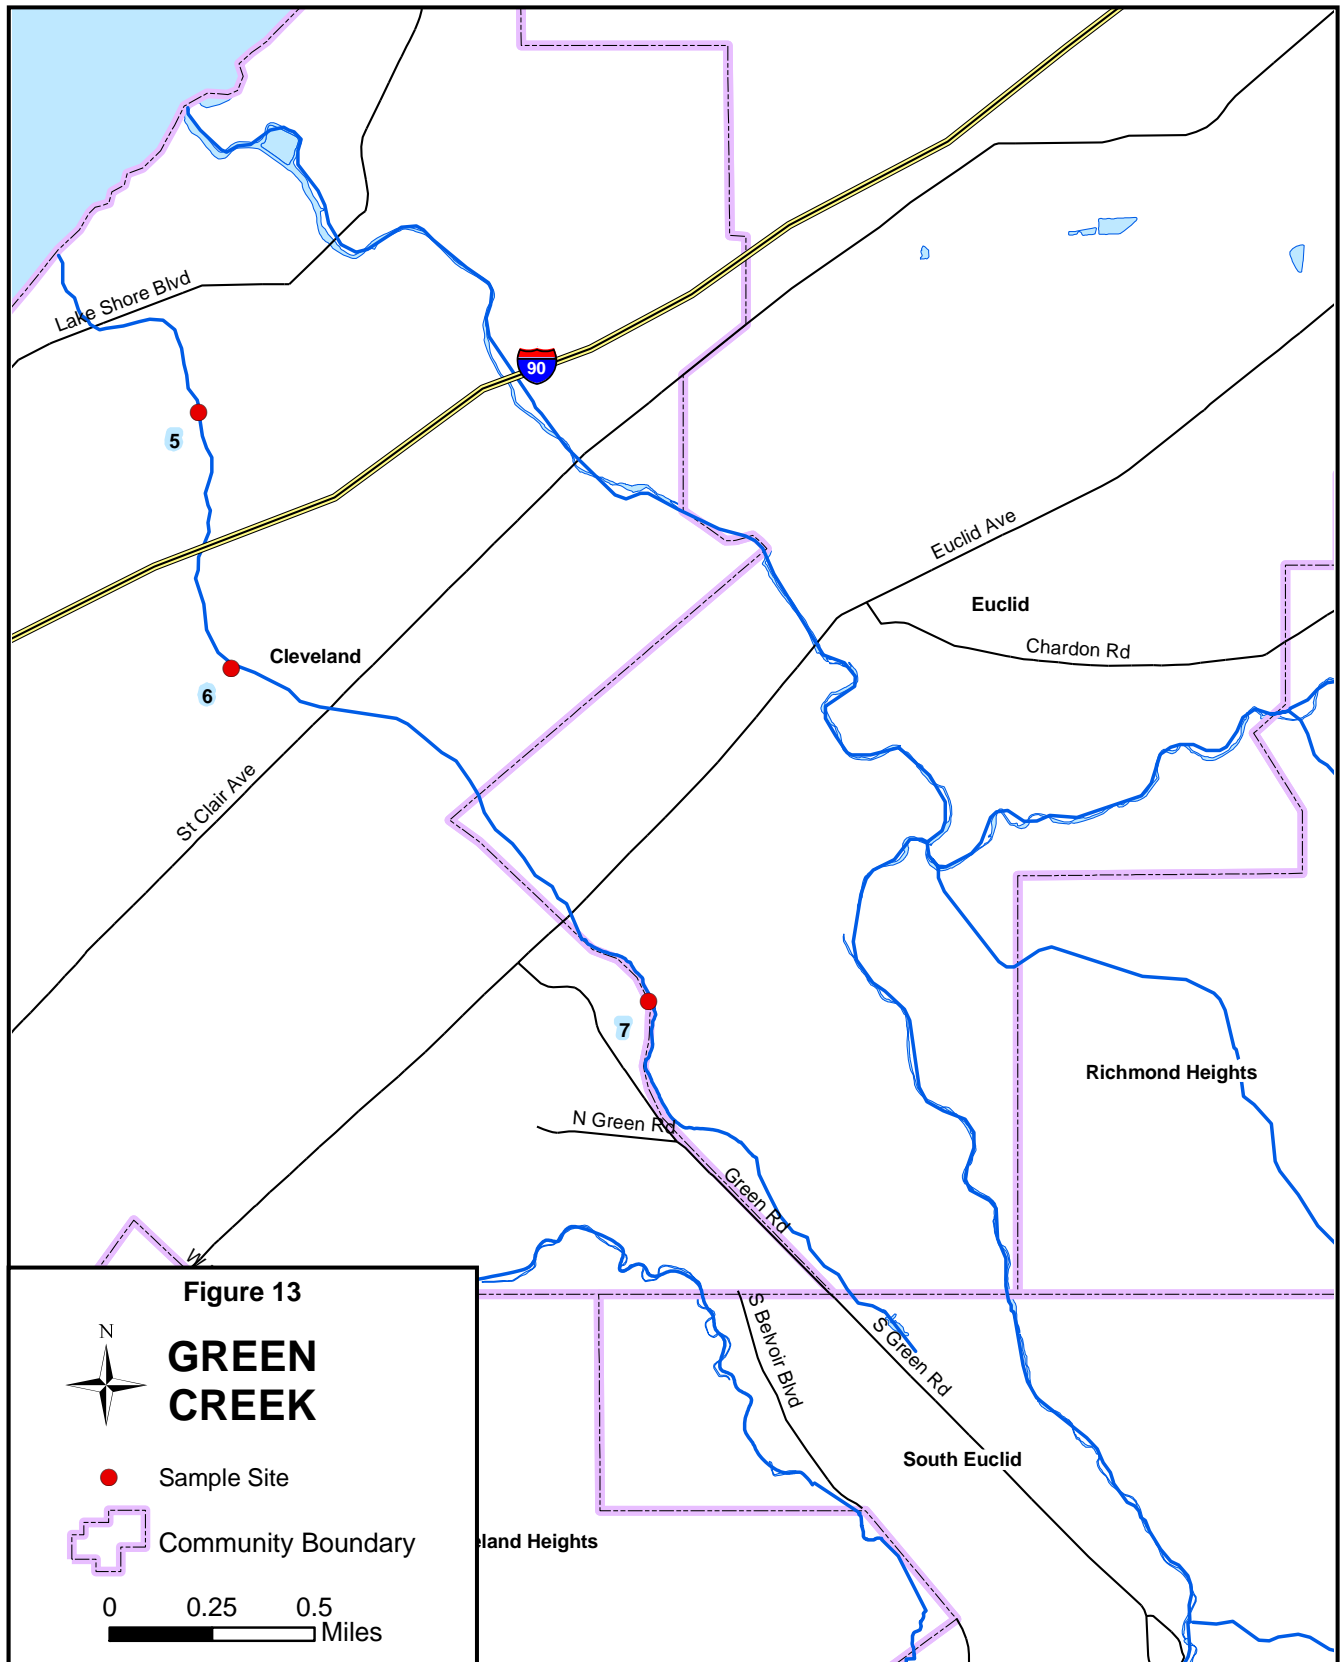 Lake Shore Blvd
90
5
Euclid Ave
Euclid
Chardon Rd
Cleveland
6
St Clair Ave
7
Richmond Heights
N Green Rd
Green Rd
S Belvoir Blvd
S Green Rd
South Euclid
eland Heights
Figure 13
N
GREEN
CREEK
Sample Site
Community Boundary
0 0.25 0.5
Miles